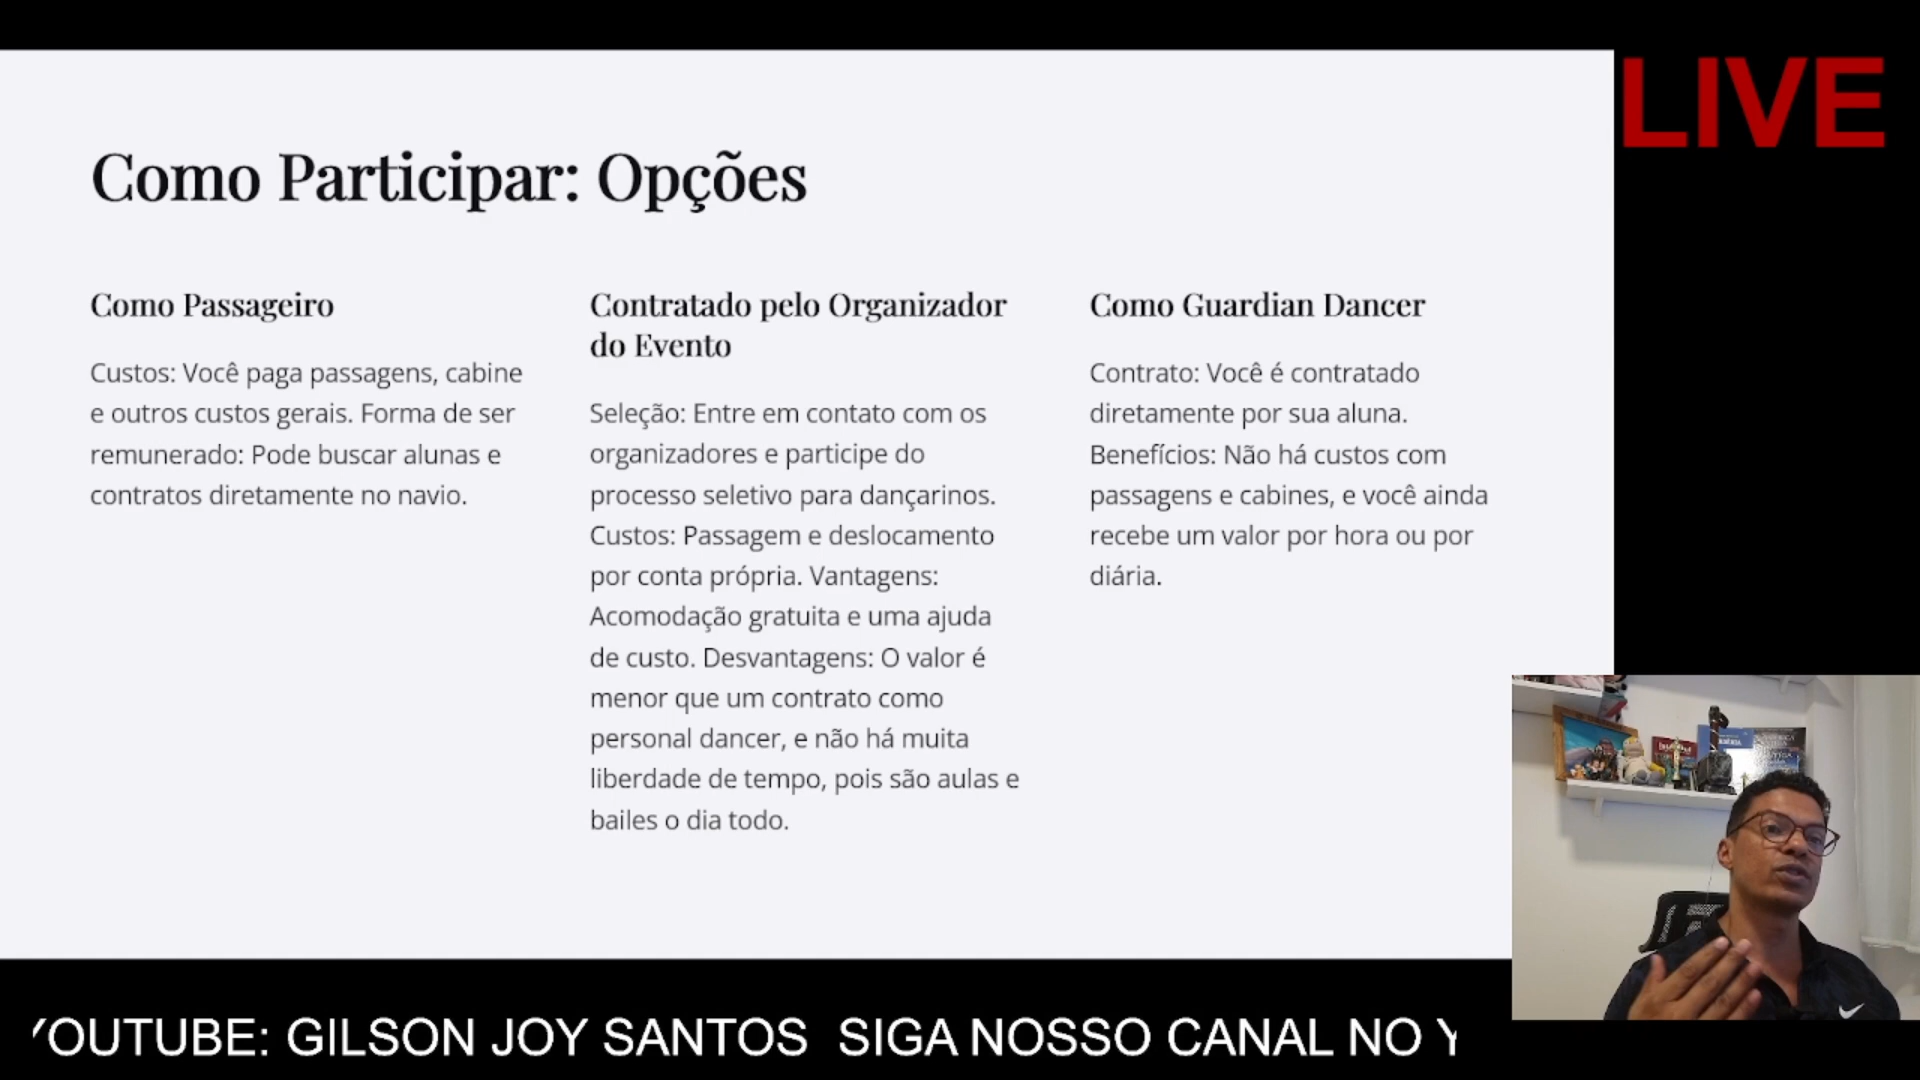 LIVE
Como Participar: Opções
Como Passageiro
Custos: Você paga passagens, cabine
e outros custos gerais. Forma de ser
remunerado: Pode buscar alunas e
contratos diretamente no navio.
Contratado pelo Organizador
do Evento
Seleção: Entre em contato com os
organizadores e participe do
processo seletivo para dançarinos.
Custos: Passagem e deslocamento
por conta própria. Vantagens:
Acomodação gratuita e uma ajuda
de custo. Desvantagens: O valor é
menor que um contrato como
personal dancer, e não há muita
liberdade de tempo, pois são aulas e
bailes o dia todo.
Como Guardian Dancer
Contrato: Você é contratado
diretamente por sua aluna.
Benefícios: Não há custos com
passagens e cabines, e você ainda
recebe um valor por hora ou por
diária.
YOUTUBE: GILSON JOY SANTOS SIGA NOSSO CANAL NO Y